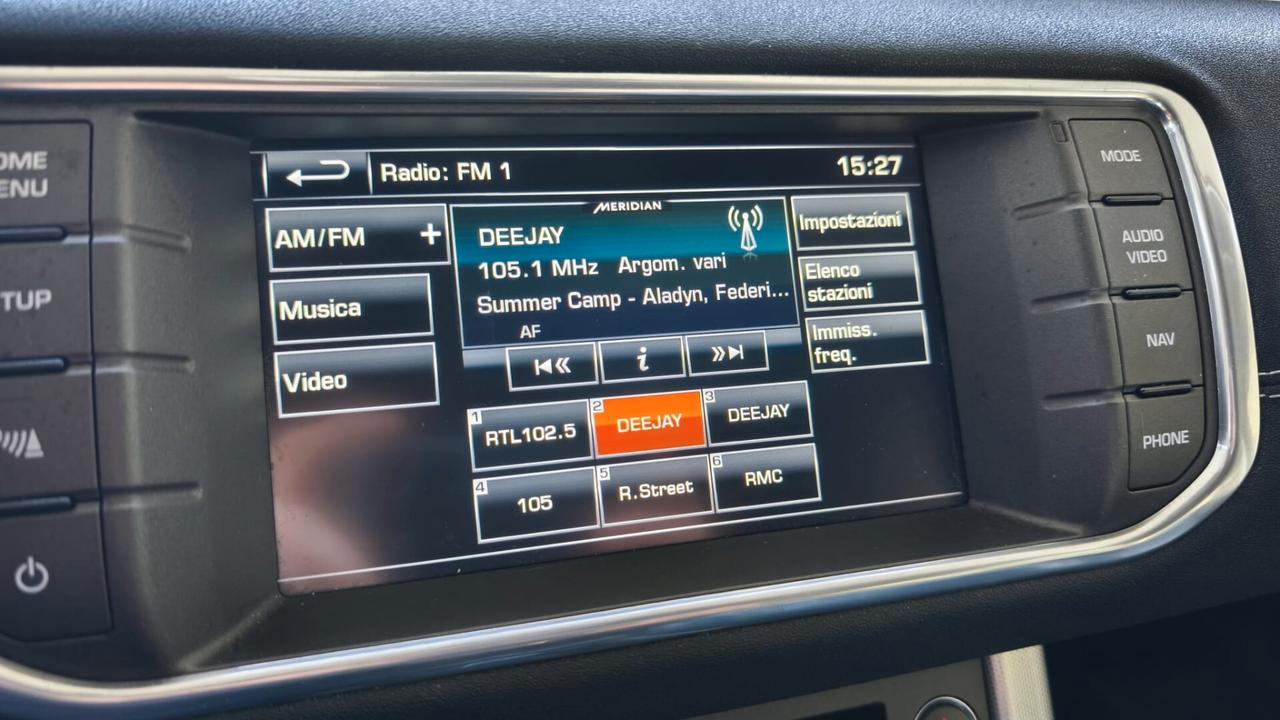 OME
ENU
TUP
Radio: FM 1
15:27
AM/FM +
Musica
Video
MERIDIAN
DEEJAY
105.1 MHz Argom. vari
Summer Camp - Aladyn, Federi...
AF
i
Impostazioni
Elenco
stazioni
Immiss.
freq.
1 RTL102.5
2 DEEJAY
3 DEEJAY
4 105
5 R.Street
6 RMC
MODE
AUDIO
VIDEO
NAV
PHONE